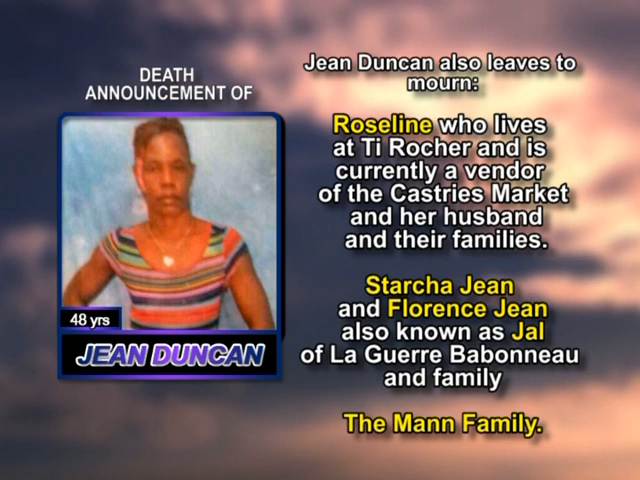 DEATH
ANNOUNCEMENT OF
48 yrs
JEAN DUNCAN
Jean Duncan also leaves to
mourn:
Roseline who lives
at Ti Rocher and is
currently a vendor
of the Castries Market
and her husband
and their families.
Starcha Jean
and Florence Jean
also known as Jal
of La Guerre Babonneau
and family
The Mann Family.